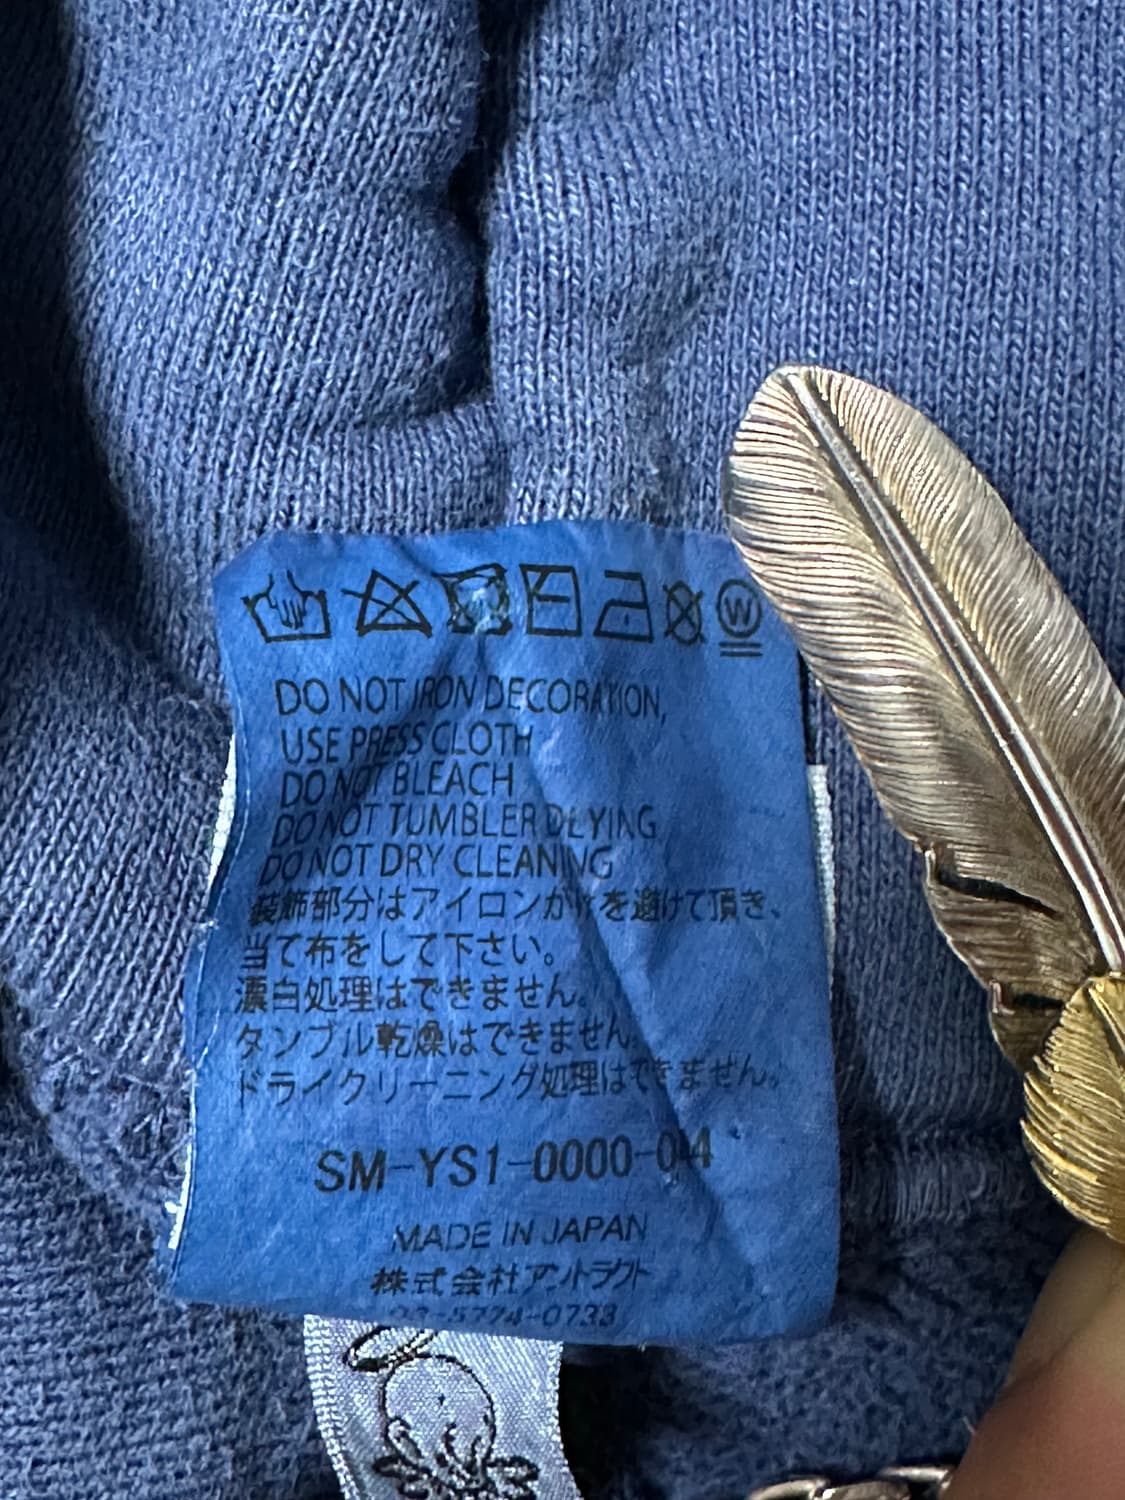 W
DO NOT IRON DECORATION,
USE PRESS CLOTH
DO NOT BLEACH
DO NOT TUMBLER DEYING
DO NOT DRY CLEANING
装飾部分はアイロンがけを避けて頂き、
当て布をして下さい。
漂白処理はできません。
タンブル乾燥はできません。
ドライクリーニング処理はできません。
SM-YS1-0000-04
MADE IN JAPAN
株式会社アントラクト
03-5774-0733